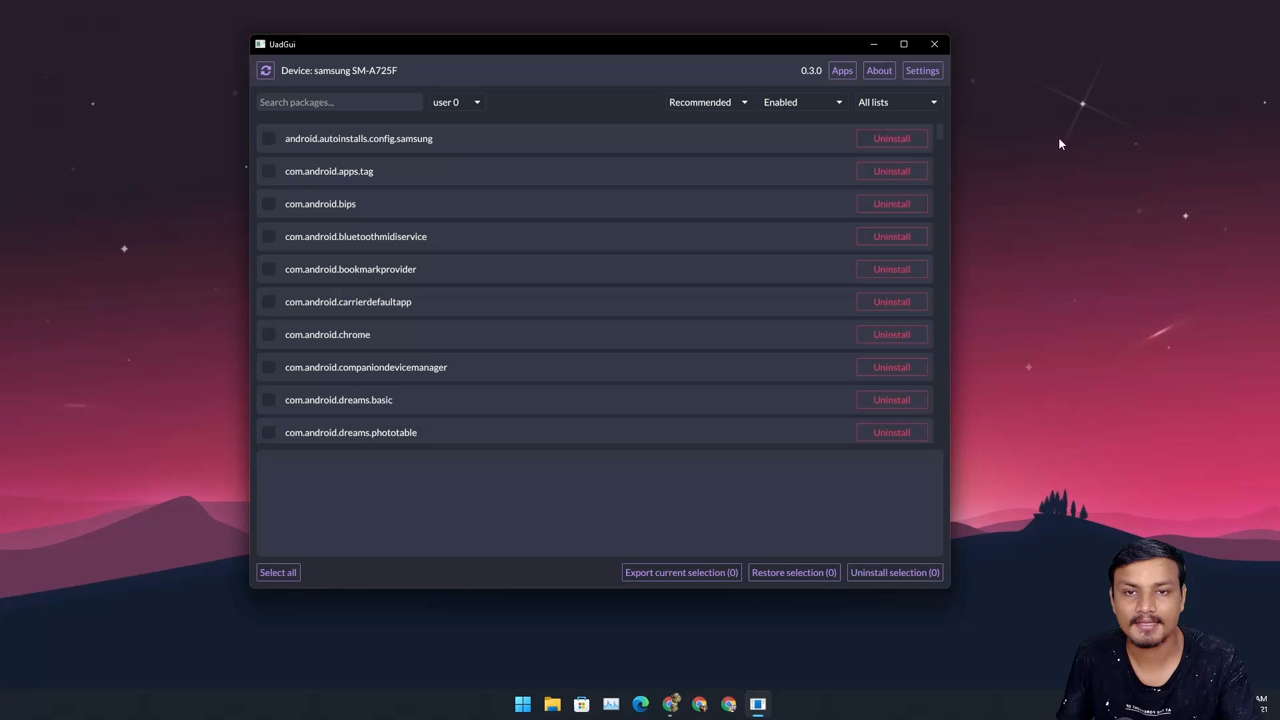 UadGui
Device: samsung SM-A725F
0.3.0 Apps About Settings
Search packages... user 0 Recommended Enabled All lists
android.autoinstalls.config.samsung Uninstall
com.android.apps.tag Uninstall
com.android.bips Uninstall
com.android.bluetoothmidiservice Uninstall
com.android.bookmarkprovider Uninstall
com.android.carrierdefaultapp Uninstall
com.android.chrome Uninstall
com.android.companiondevicemanager Uninstall
com.android.dreams.basic Uninstall
com.android.dreams.phototable Uninstall
Select all Export current selection (0) Restore selection (0) Uninstall selection (0)
AM
21